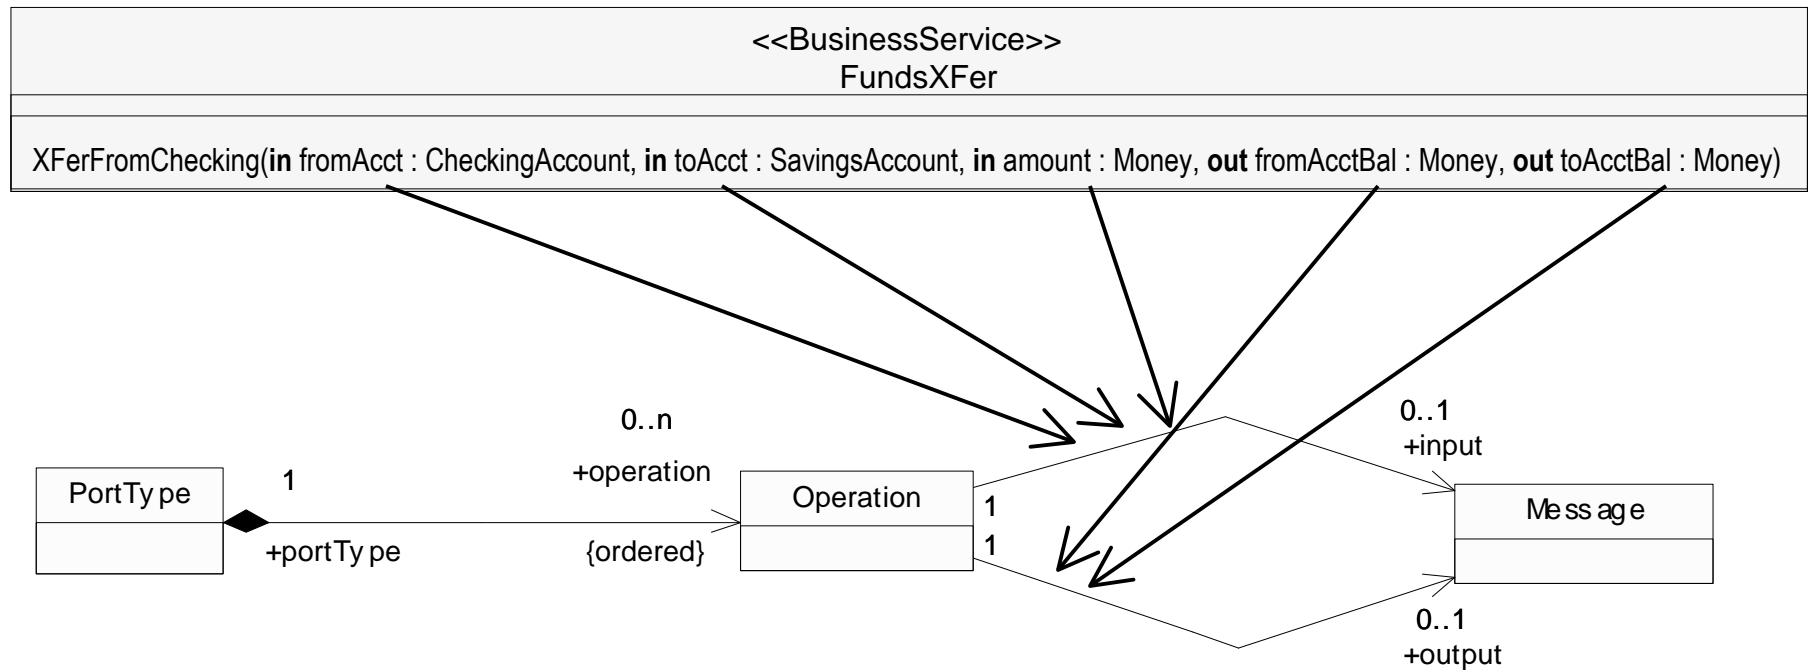 <<BusinessService>>
FundsXFer
XFerFromChecking(in fromAcct : CheckingAccount, in toAcct : SavingsAccount, in amount : Money, out fromAcctBal : Money, out toAcctBal : Money)
0..n
+operation
0..1
+input
PortType
1
Operation
1
1
Message
+portType
{ordered}
0..1
+output